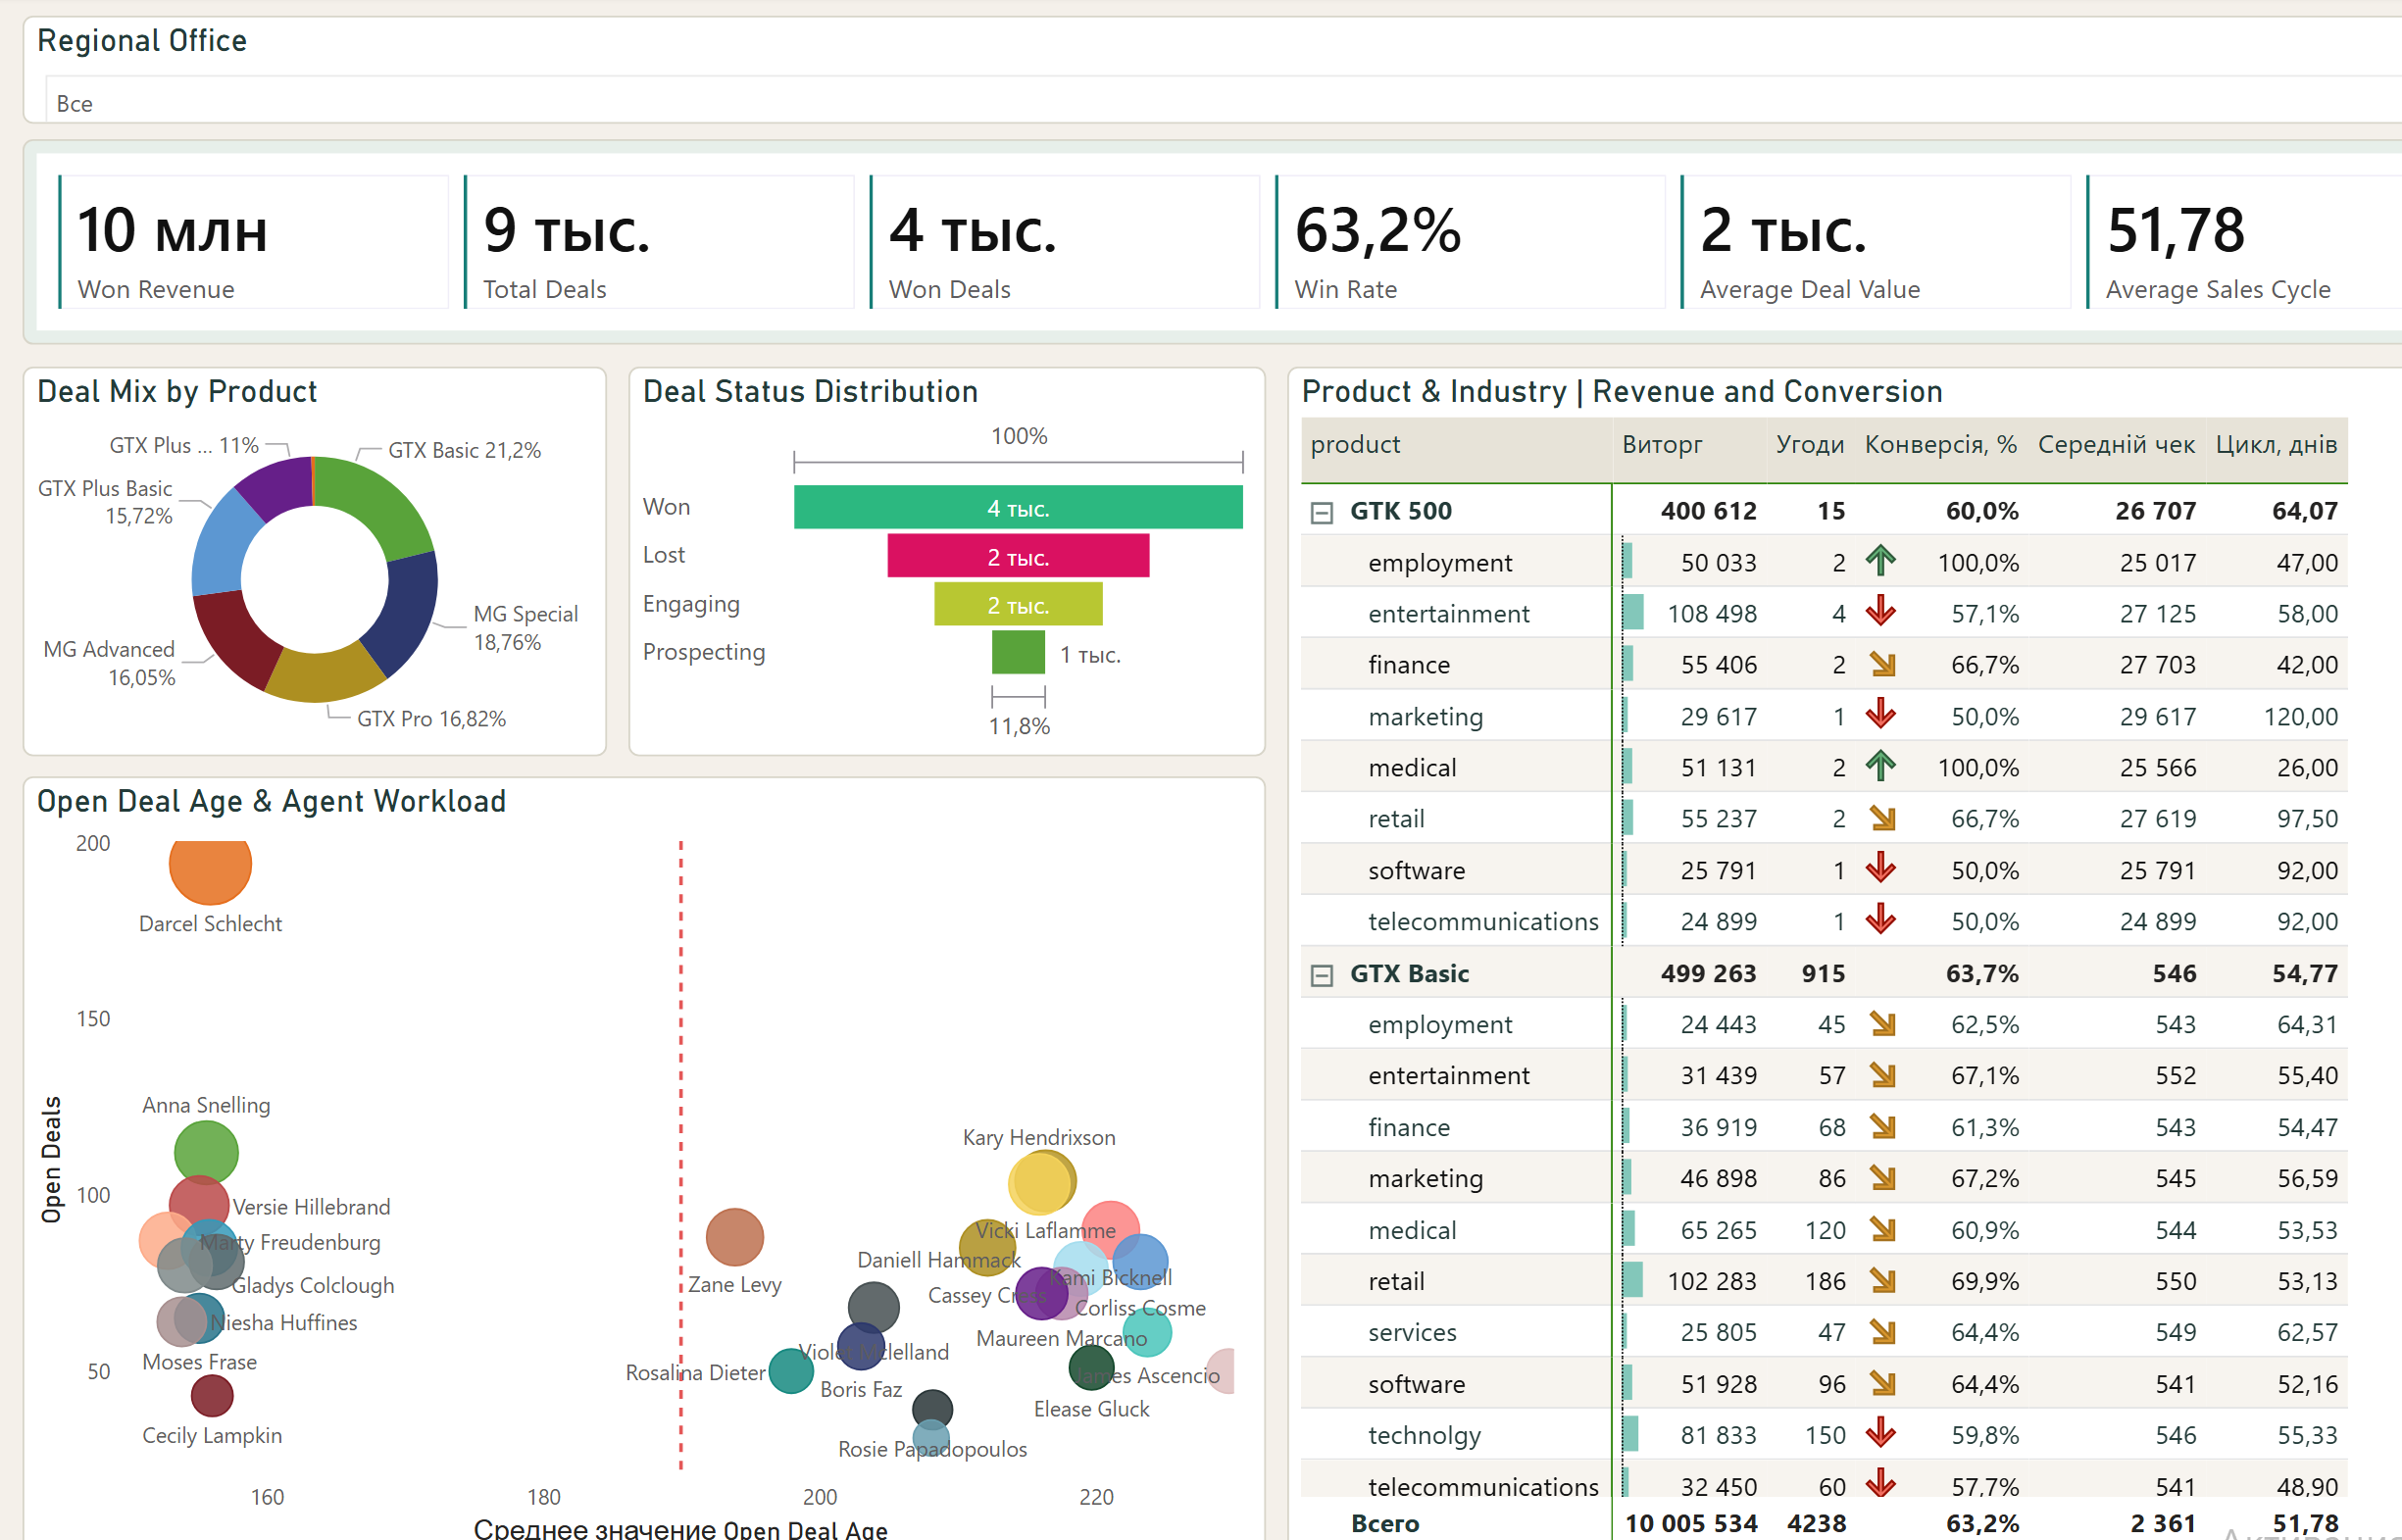 Regional Office
Все
10 млн
Won Revenue
9 тыс.
Total Deals
4 тыс.
Won Deals
63,2%
Win Rate
2 тыс.
Average Deal Value
51,78
Average Sales Cycle
Deal Mix by Product
GTX Plus ... 11%
GTX Basic 21,2%
GTX Plus Basic
15,72%
MG Special
18,76%
MG Advanced
16,05%
GTX Pro 16,82%
Deal Status Distribution
100%
Won 4 тыс.
Lost 2 тыс.
Engaging 2 тыс.
Prospecting 1 тыс.
11,8%
Open Deal Age & Agent Workload
Open Deals
200
150
100
50
Darcel Schlecht
Anna Snelling
Kary Hendrixson
Versie Hillebrand
Vicki Laflamme
Marty Freudenburg
Daniell Hammack
Kami Bicknell
Gladys Colclough
Zane Levy
Cassey Cress
Corliss Cosme
Niesha Huffines
Maureen Marcano
Violet Mclelland
Moses Frase
Rosalina Dieter
James Ascencio
Boris Faz
Elease Gluck
Cecily Lampkin
Rosie Papadopoulos
160 180 200 220
Среднее значение Open Deal Age
Product & Industry | Revenue and Conversion
product Виторг Угоди Конверсія, % Середній чек Цикл, днів
GTK 500 400 612 15 60,0% 26 707 64,07
employment 50 033 2 100,0% 25 017 47,00
entertainment 108 498 4 57,1% 27 125 58,00
finance 55 406 2 66,7% 27 703 42,00
marketing 29 617 1 50,0% 29 617 120,00
medical 51 131 2 100,0% 25 566 26,00
retail 55 237 2 66,7% 27 619 97,50
software 25 791 1 50,0% 25 791 92,00
telecommunications 24 899 1 50,0% 24 899 92,00
GTX Basic 499 263 915 63,7% 546 54,77
employment 24 443 45 62,5% 543 64,31
entertainment 31 439 57 67,1% 552 55,40
finance 36 919 68 61,3% 543 54,47
marketing 46 898 86 67,2% 545 56,59
medical 65 265 120 60,9% 544 53,53
retail 102 283 186 69,9% 550 53,13
services 25 805 47 64,4% 549 62,57
software 51 928 96 64,4% 541 52,16
technolgy 81 833 150 59,8% 546 55,33
telecommunications 32 450 60 57,7% 541 48,90
Всего 10 005 534 4238 63,2% 2 361 51,78